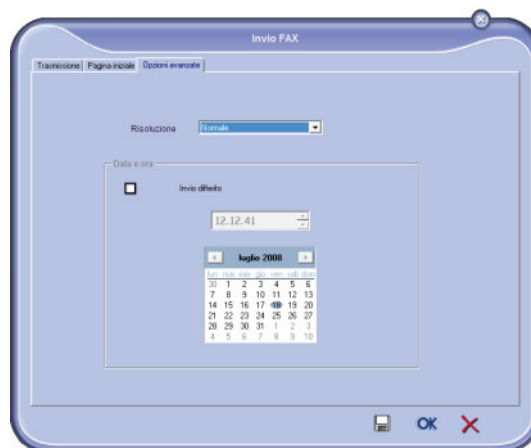 Invio FAX
Trasmissione Pagina iniziale Opzioni avanzate
Risoluzione Normale
Data e ora
Invio differito
12.12.41
luglio 2008
lun mar mer gio ven sab dom
30 1 2 3 4 5 6
7 8 9 10 11 12 13
14 15 16 17 18 19 20
21 22 23 24 25 26 27
28 29 30 31 1 2 3
4 5 6 7 8 9 10
OK